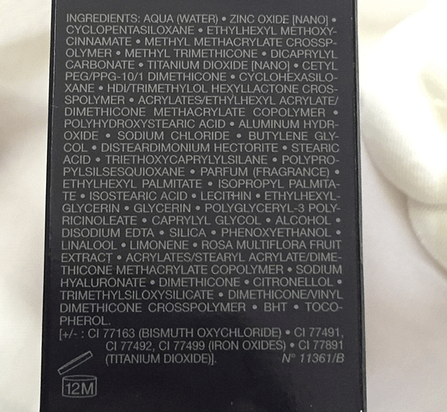 INGREDIENTS: AQUA (WATER) • ZINC OXIDE [NANO] •
CYCLOPENTASILOXANE • ETHYLHEXYL METHOXY-
CINNAMATE • METHYL METHACRYLATE CROSSP-
OLYMER • METHYL TRIMETHICONE • DICAPRYLYL
CARBONATE • TITANIUM DIOXIDE [NANO] • CETYL
PEG/PPG-10/1 DIMETHICONE • CYCLOHEXASILO-
XANE • HDI/TRIMETHYLOL HEXYLLACTONE CROS-
SPOLYMER • ACRYLATES/ETHYLHEXYL ACRYLATE/
DIMETHICONE METHACRYLATE COPOLYMER •
POLYHYDROXYSTEARIC ACID • ALUMINUM HYDR-
OXIDE • SODIUM CHLORIDE • BUTYLENE GLY-
COL • DISTEARDIMONIUM HECTORITE • STEARIC
ACID • TRIETHOXYCAPRYLYLSILANE • POLYPRO-
PYLSILSESQUIOXANE • PARFUM (FRAGRANCE) •
ETHYLHEXYL PALMITATE • ISOPROPYL PALMITA-
TE • ISOSTEARIC ACID • LECITHIN • ETHYLHEXYL-
GLYCERIN • GLYCERIN • POLYGLYCERYL-3 POLY-
RICINOLEATE • CAPRYLYL GLYCOL • ALCOHOL •
DISODIUM EDTA • SILICA • PHENOXYETHANOL •
LINALOOL • LIMONENE • ROSA MULTIFLORA FRUIT
EXTRACT • ACRYLATES/STEARYL ACRYLATE/DIME-
THICONE METHACRYLATE COPOLYMER • SODIUM
HYALURONATE • DIMETHICONE • CITRONELLOL •
TRIMETHYLSILOXYSILICATE • DIMETHICONE/VINYL
DIMETHICONE CROSSPOLYMER • BHT • TOCO-
PHEROL.
[+/- : CI 77163 (BISMUTH OXYCHLORIDE) • CI 77491,
CI 77492, CI 77499 (IRON OXIDES) • CI 77891
(TITANIUM DIOXIDE)]. N° 11361/B
12M